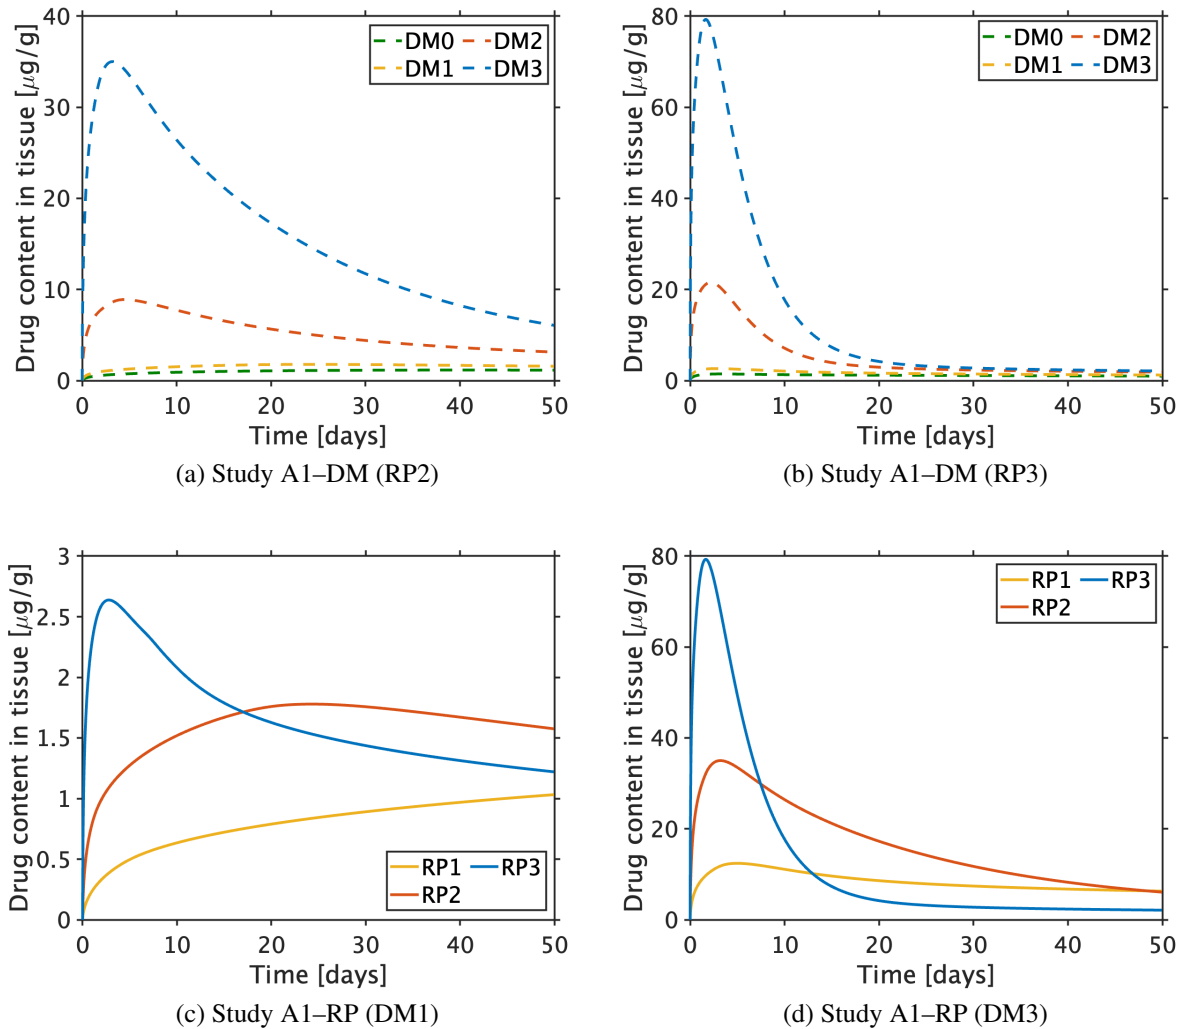 40
30
20
10
0
Drug content in tissue [μg/g]
DM0 DM2
DM1 DM3
0 10 20 30 40 50
Time [days]
(a) Study A1–DM (RP2)
80
60
40
20
0
Drug content in tissue [μg/g]
DM0 DM2
DM1 DM3
0 10 20 30 40 50
Time [days]
(b) Study A1–DM (RP3)
3
2.5
2
1.5
1
0.5
0
Drug content in tissue [μg/g]
RP1 RP3
RP2
0 10 20 30 40 50
Time [days]
(c) Study A1–RP (DM1)
80
60
40
20
0
Drug content in tissue [μg/g]
RP1 RP3
RP2
0 10 20 30 40 50
Time [days]
(d) Study A1–RP (DM3)